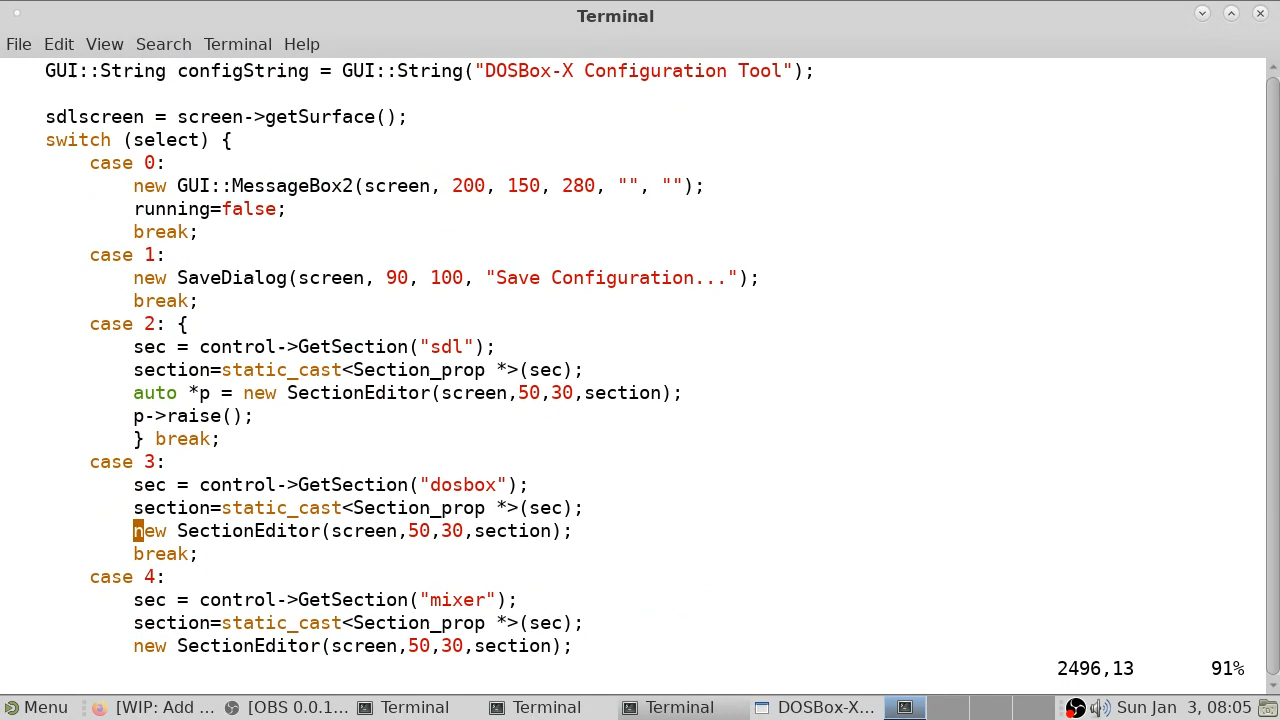 Terminal
File Edit View Search Terminal Help
    GUI::String configString = GUI::String("DOSBox-X Configuration Tool");

    sdlscreen = screen->getSurface();
    switch (select) {
        case 0:
            new GUI::MessageBox2(screen, 200, 150, 280, "", "");
            running=false;
            break;
        case 1:
            new SaveDialog(screen, 90, 100, "Save Configuration...");
            break;
        case 2: {
            sec = control->GetSection("sdl");
            section=static_cast<Section_prop *>(sec);
            auto *p = new SectionEditor(screen,50,30,section);
            p->raise();
            } break;
        case 3:
            sec = control->GetSection("dosbox");
            section=static_cast<Section_prop *>(sec);
            new SectionEditor(screen,50,30,section);
            break;
        case 4:
            sec = control->GetSection("mixer");
            section=static_cast<Section_prop *>(sec);
            new SectionEditor(screen,50,30,section);
2496,13 91%
Menu [WIP: Add ... [OBS 0.0.1... Terminal Terminal Terminal DOSBox-X... Sun Jan 3, 08:05